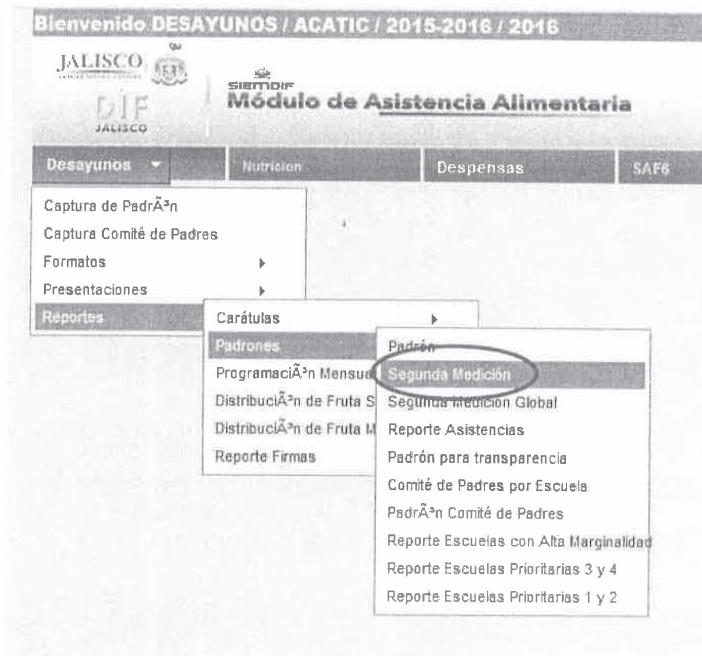 Bienvenido DESAYUNOS / ACATIC / 2015-2016 / 2016
JALISCO
DIF
JALISCO
SIEMDIF
Módulo de Asistencia Alimentaria
Desayunos
Nutricion
Despensas
SAF6
Captura de PadrÃ³n
Captura Comité de Padres
Formatos
Presentaciones
Reportes
Carátulas
Padrones
ProgramaciÃ³n Mensua
DistribuciÃ³n de Fruta S
DistribuciÃ³n de Fruta M
Reporte Firmas
Padrón
Segunda Medición
Segunda Medición Global
Reporte Asistencias
Padrón para transparencia
Comité de Padres por Escuela
PadrÃ³n Comité de Padres
Reporte Escuelas con Alta Marginalidad
Reporte Escuelas Prioritarias 3 y 4
Reporte Escuelas Prioritarias 1 y 2